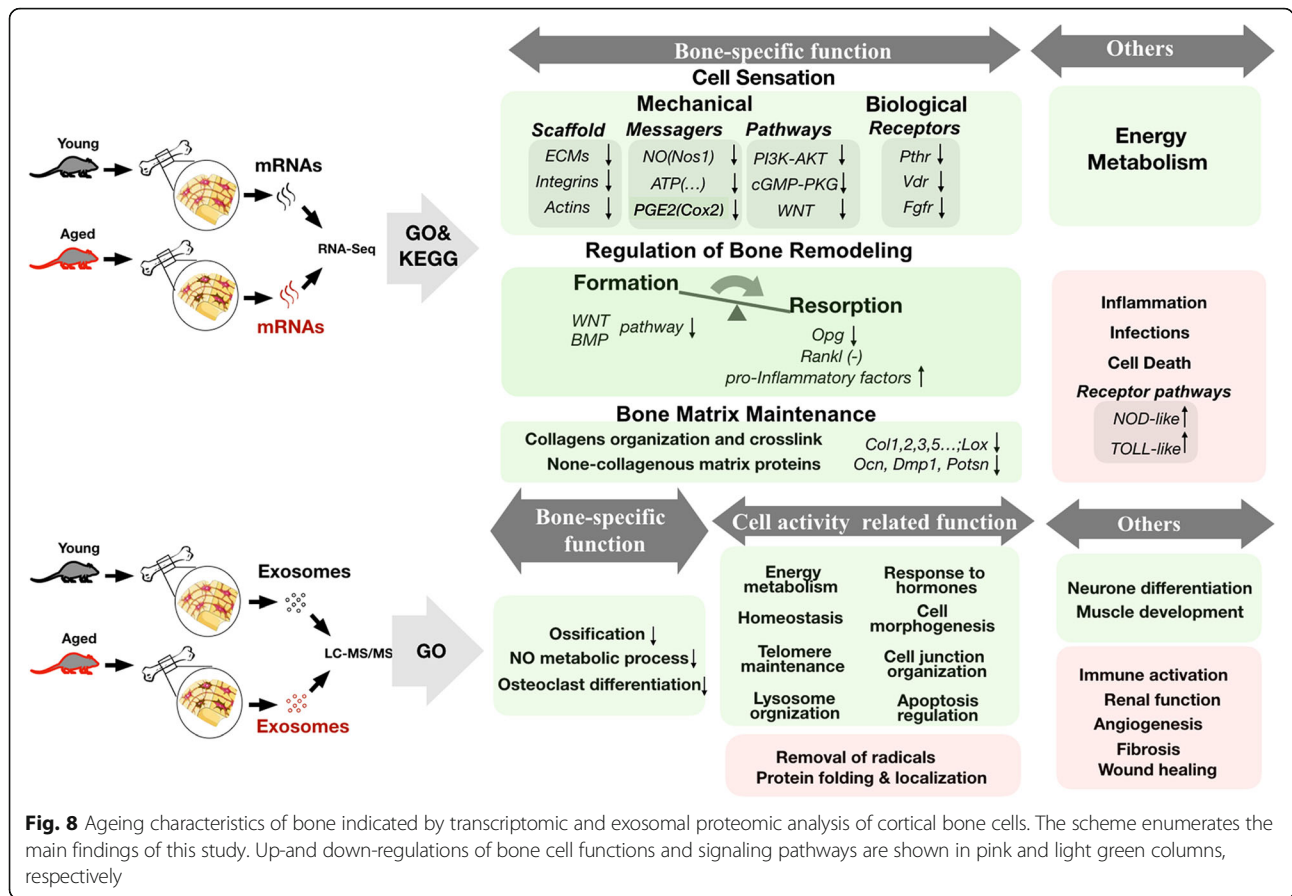 Bone-specific function
Others
Cell Sensation
Mechanical
Biological
Scaffold
Messagers
Pathways
Receptors
ECMs ↓
NO(Nos1) ↓
PI3K-AKT ↓
Pthr ↓
Integrins ↓
ATP(...) ↓
cGMP-PKG ↓
Vdr ↓
Actins ↓
PGE2(Cox2) ↓
WNT ↓
Fgfr ↓
Energy
Metabolism
Young
mRNAs
Aged
mRNAs
RNA-Seq
GO&
KEGG
Regulation of Bone Remodeling
Formation
Resorption
WNT
BMP
pathway ↓
Opg ↓
Rankl (-)
pro-Inflammatory factors ↑
Inflammation
Infections
Cell Death
Receptor pathways
NOD-like ↑
TOLL-like ↑
Bone Matrix Maintenance
Collagens organization and crosslink
Col1,2,3,5...;Lox ↓
None-collagenous matrix proteins
Ocn, Dmp1, Potsn ↓
Young
Exosomes
Aged
Exosomes
LC-MS/MS
GO
Bone-specific
function
Cell activity related function
Others
Ossification ↓
NO metabolic process ↓
Osteoclast differentiation ↓
Energy
metabolism
Response to
hormones
Homeostasis
Cell
morphogenesis
Telomere
maintenance
Cell junction
organization
Lysosome
orgnization
Apoptosis
regulation
Removal of radicals
Protein folding & localization
Neurone differentiation
Muscle development
Immune activation
Renal function
Angiogenesis
Fibrosis
Wound healing
Fig. 8 Ageing characteristics of bone indicated by transcriptomic and exosomal proteomic analysis of cortical bone cells. The scheme enumerates the
main findings of this study. Up-and down-regulations of bone cell functions and signaling pathways are shown in pink and light green columns,
respectively